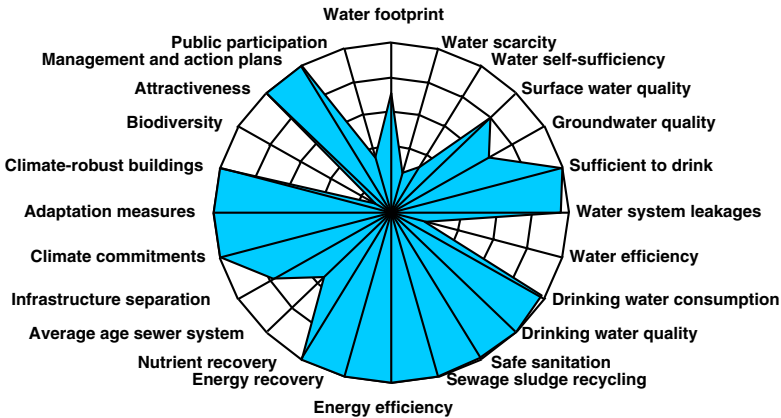 Water footprint
Public participation
Water scarcity
Management and action plans
Water self-sufficiency
Attractiveness
Surface water quality
Biodiversity
Groundwater quality
Climate-robust buildings
Sufficient to drink
Adaptation measures
Water system leakages
Climate commitments
Water efficiency
Infrastructure separation
Drinking water consumption
Average age sewer system
Drinking water quality
Nutrient recovery
Safe sanitation
Energy recovery
Sewage sludge recycling
Energy efficiency